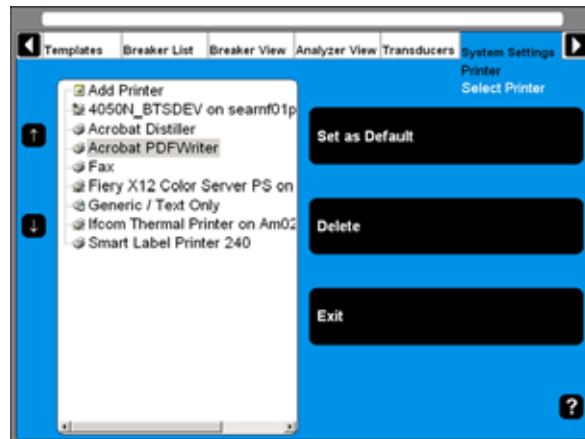 Templates
Breaker List
Breaker View
Analyzer View
Transducers
System Settings
Printer
Select Printer
Add Printer
4050N_BTSDEV on searnf01p
Acrobat Distiller
Acrobat PDFWriter
Fax
Fiery X12 Color Server PS on
Generic / Text Only
Ifcom Thermal Printer on Am02
Smart Label Printer 240
Set as Default
Delete
Exit
?